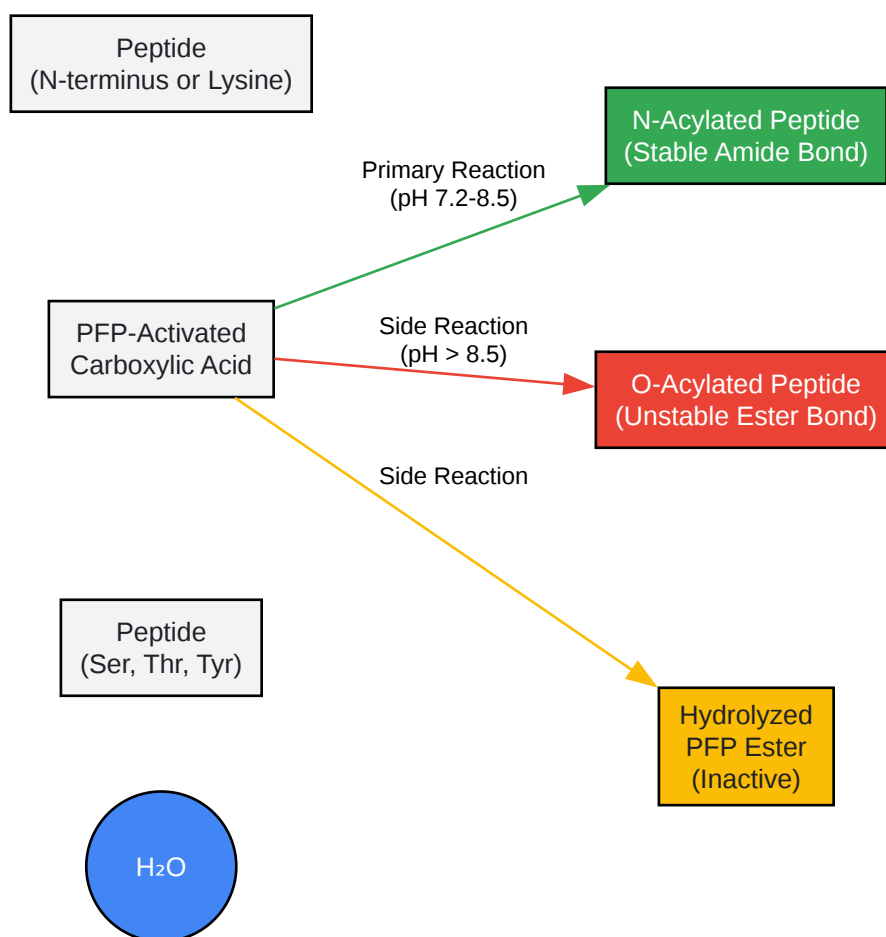 Peptide
(N-terminus or Lysine)
N-Acylated Peptide
(Stable Amide Bond)
Primary Reaction
(pH 7.2-8.5)
PFP-Activated
Carboxylic Acid
Side Reaction
(pH > 8.5)
O-Acylated Peptide
(Unstable Ester Bond)
Side Reaction
Peptide
(Ser, Thr, Tyr)
Hydrolyzed
PFP Ester
(Inactive)
H₂O